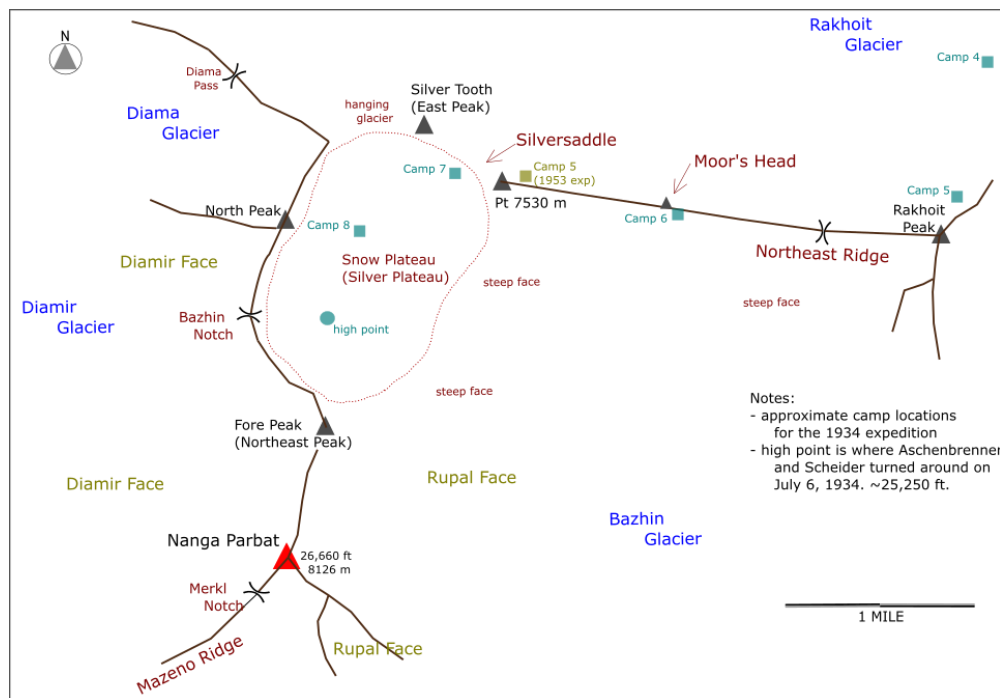 N
Rakhoit
Glacier
Camp 4
Diama
Pass
Silver Tooth
(East Peak)
hanging
glacier
Diama
Glacier
Silversaddle
Camp 7
Camp 5
(1953 exp)
Moor's Head
Pt 7530 m
Camp 5
Camp 6
Rakhoit
Peak
North Peak
Camp 8
Northeast Ridge
Diamir Face
Snow Plateau
(Silver Plateau)
steep face
steep face
Diamir
Glacier
Bazhin
Notch
high point
steep face
Notes:
- approximate camp locations
for the 1934 expedition
- high point is where Aschenbrenner
and Scheider turned around on
July 6, 1934. ~25,250 ft.
Fore Peak
(Northeast Peak)
Diamir Face
Rupal Face
Bazhin
Glacier
Nanga Parbat
26,660 ft
8126 m
Merkl
Notch
1 MILE
Mazeno Ridge
Rupal Face